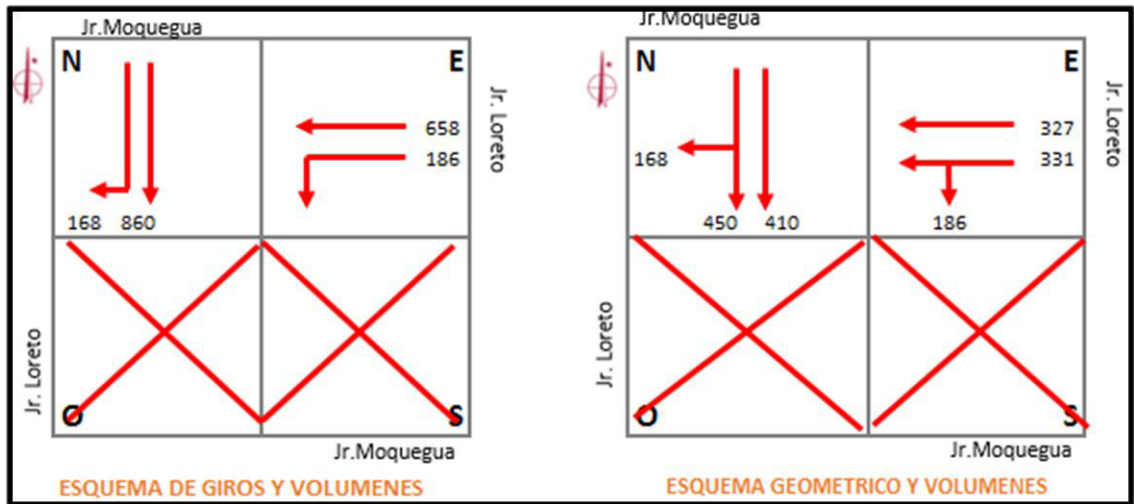 Jr.Moquegua
N
E
Jr. Loreto
658
186
168 860
Jr. Loreto
O
S
Jr.Moquegua
ESQUEMA DE GIROS Y VOLUMENES
Jr.Moquegua
N
E
Jr. Loreto
327
331
168
450 410
186
Jr. Loreto
O
S
Jr.Moquegua
ESQUEMA GEOMETRICO Y VOLUMENES